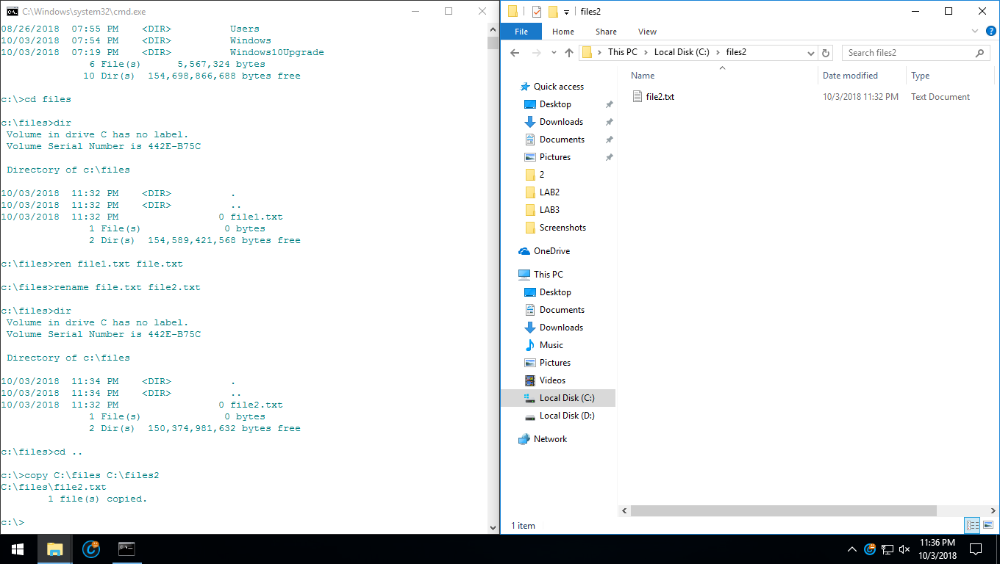 C:\Windows\system32\cmd.exe
08/26/2018  07:55 PM    <DIR>          Users
10/03/2018  07:54 PM    <DIR>          Windows
10/03/2018  07:19 PM    <DIR>          Windows10Upgrade
               6 File(s)      5,567,324 bytes
              10 Dir(s)  154,698,866,688 bytes free
c:\>cd files
c:\files>dir
 Volume in drive C has no label.
 Volume Serial Number is 442E-B75C
 Directory of c:\files
10/03/2018  11:32 PM    <DIR>          .
10/03/2018  11:32 PM    <DIR>          ..
10/03/2018  11:32 PM                 0 file1.txt
               1 File(s)              0 bytes
               2 Dir(s)  154,589,421,568 bytes free
c:\files>ren file1.txt file.txt
c:\files>rename file.txt file2.txt
c:\files>dir
 Volume in drive C has no label.
 Volume Serial Number is 442E-B75C
 Directory of c:\files
10/03/2018  11:34 PM    <DIR>          .
10/03/2018  11:34 PM    <DIR>          ..
10/03/2018  11:32 PM                 0 file2.txt
               1 File(s)              0 bytes
               2 Dir(s)  150,374,981,632 bytes free
c:\files>cd ..
c:\>copy C:\files C:\files2
C:\files\file2.txt
        1 file(s) copied.
c:\>
files2
File Home Share View
This PC > Local Disk (C:) > files2
Search files2
Name Date modified Type
file2.txt 10/3/2018 11:32 PM Text Document
Quick access
Desktop
Downloads
Documents
Pictures
2
LAB2
LAB3
Screenshots
OneDrive
This PC
Desktop
Documents
Downloads
Music
Pictures
Videos
Local Disk (C:)
Local Disk (D:)
Network
1 item
11:36 PM
10/3/2018